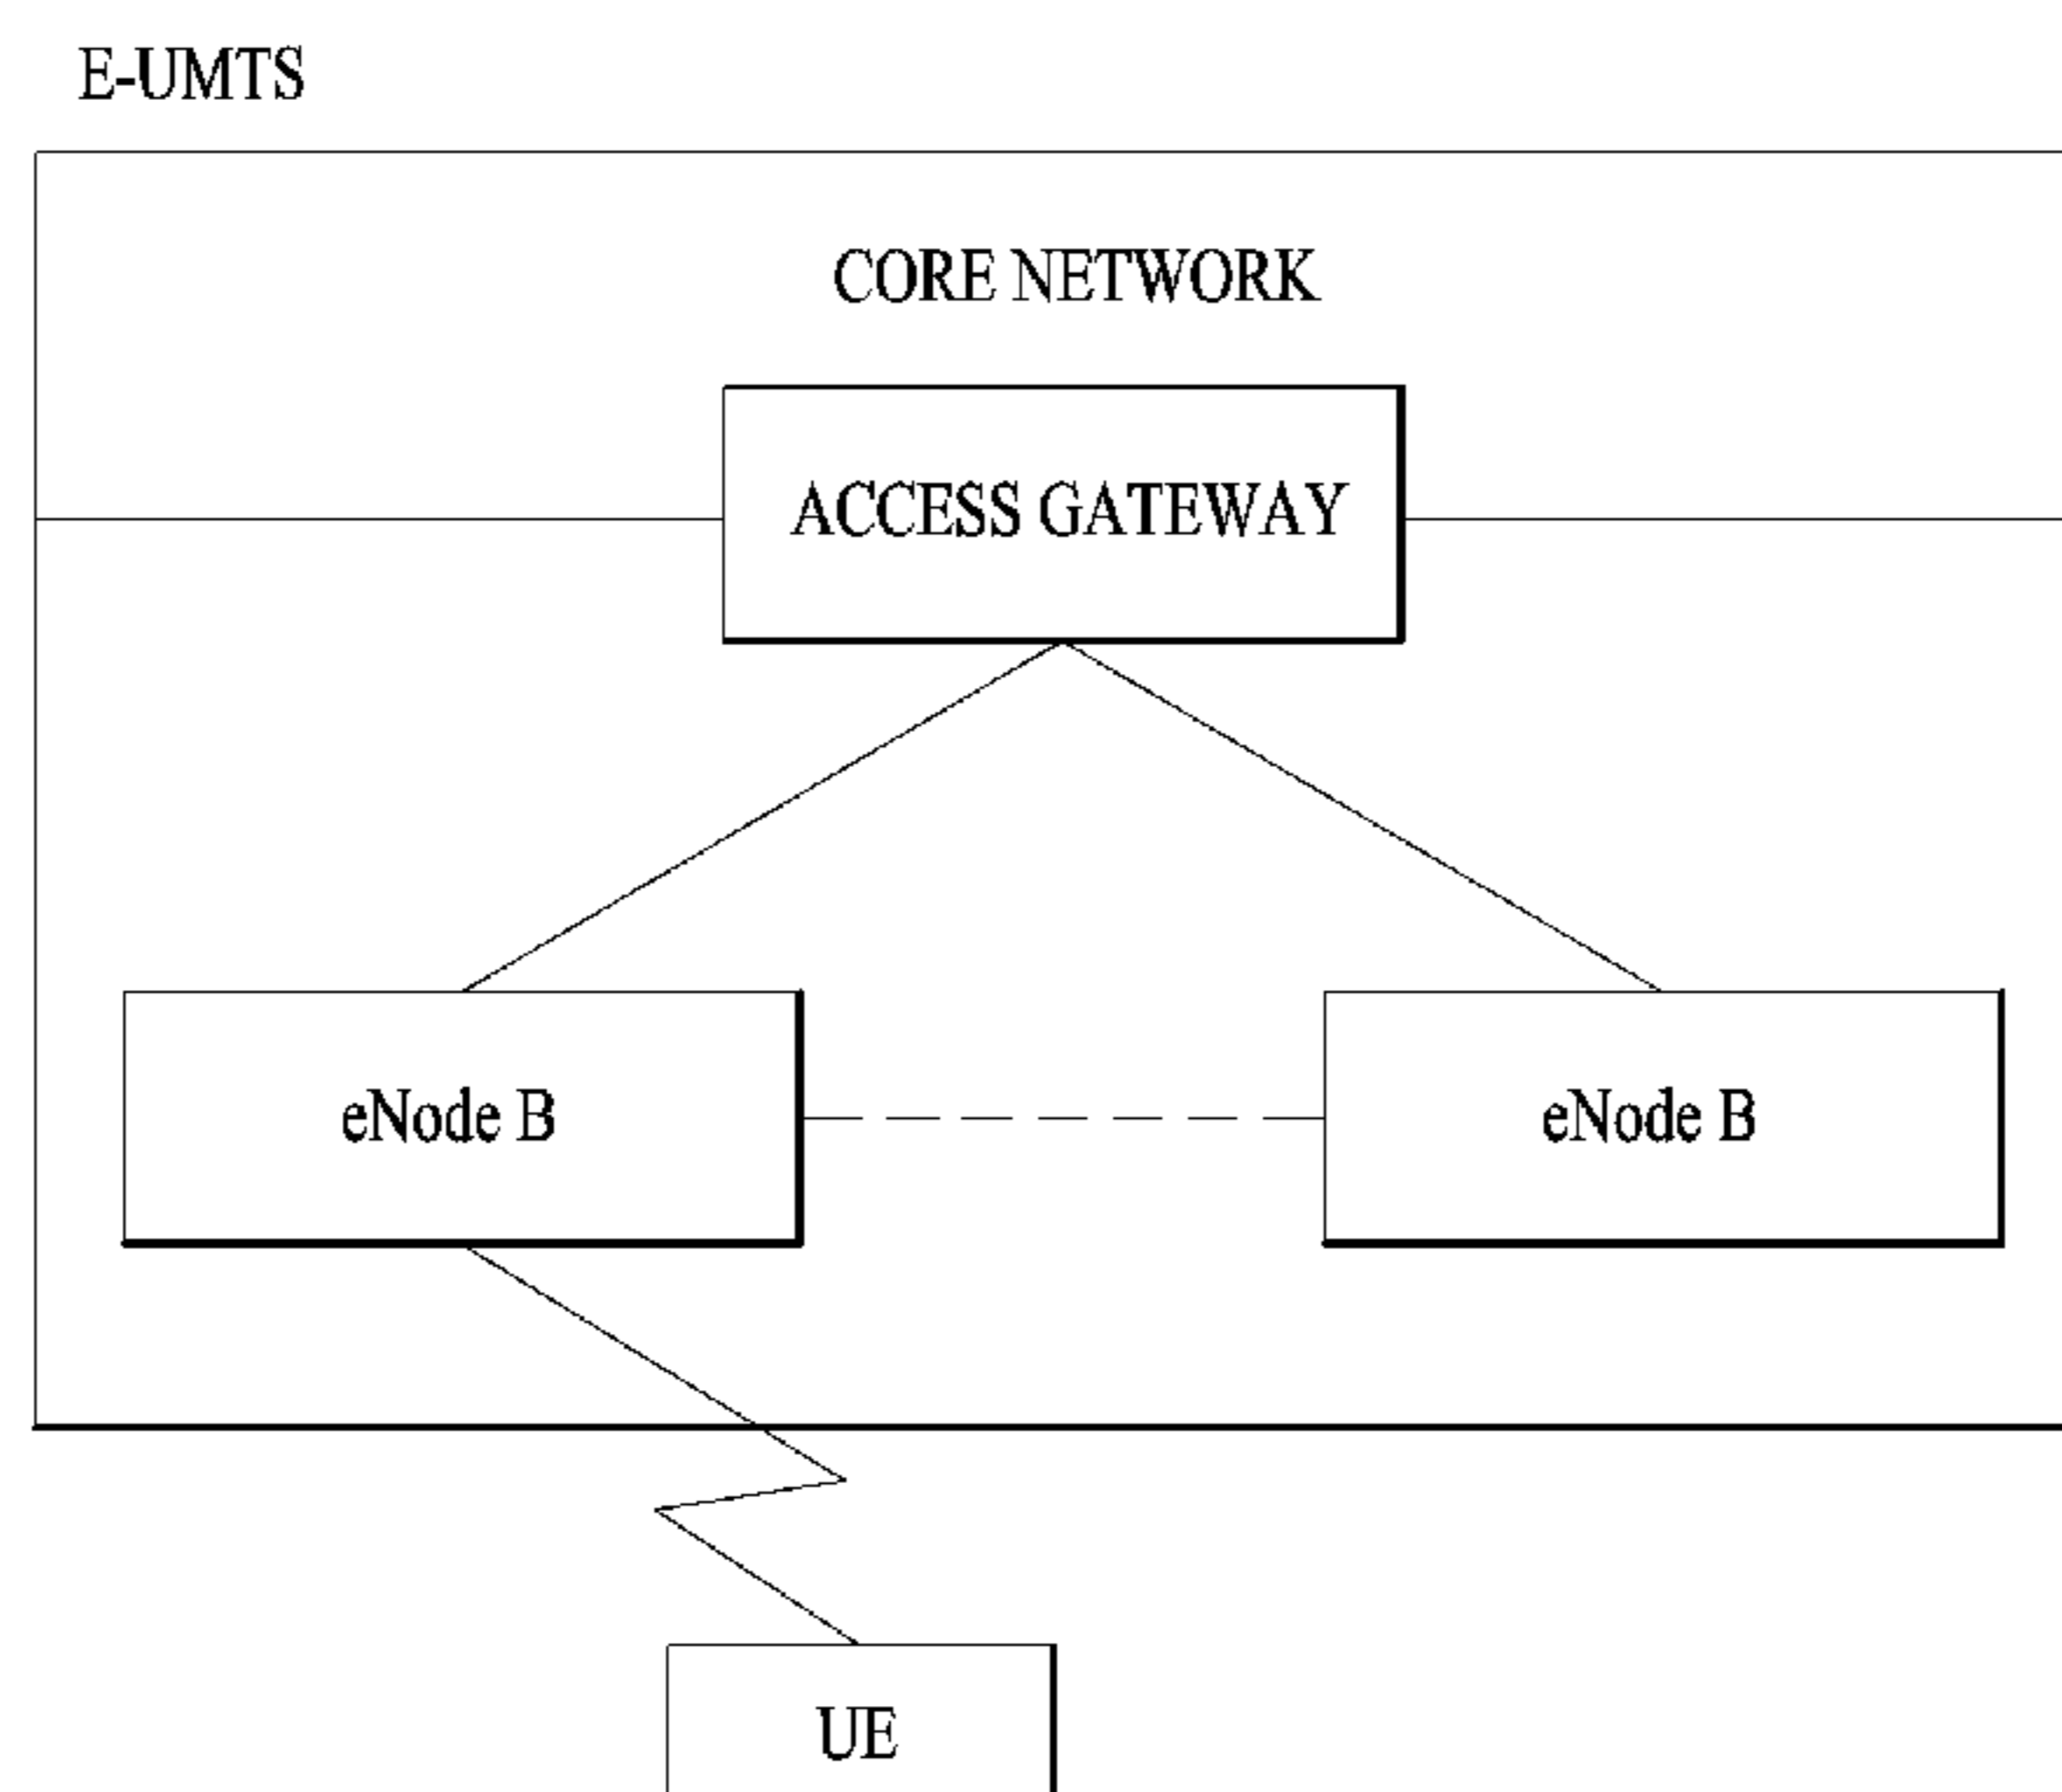 E-UMTS
CORE NETWORK
ACCESS GATEWAY
eNode B
eNode B
UE